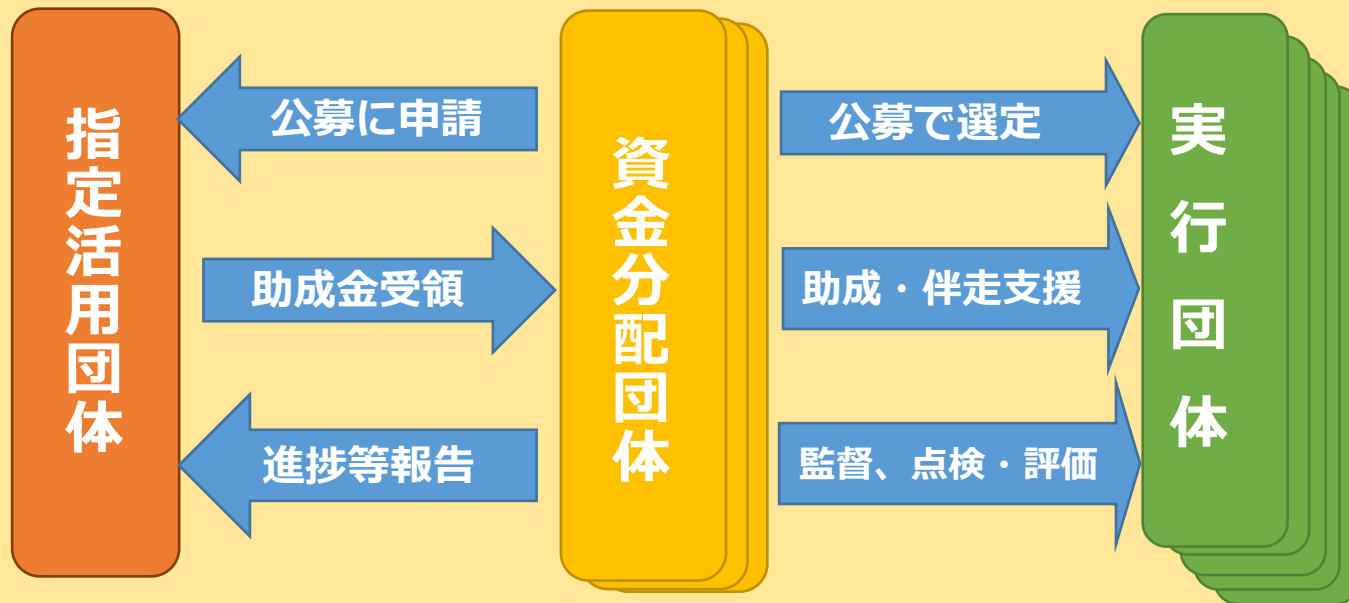 指定活用団体
公募に申請
助成金受領
進捗等報告
資金分配団体
公募で選定
助成・伴走支援
監督、点検・評価
実行団体